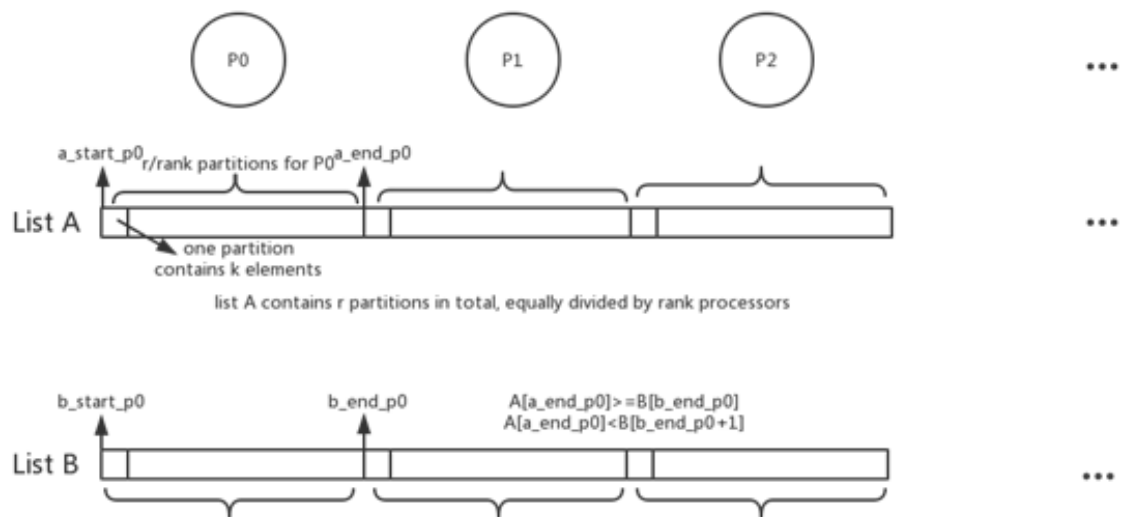 P0
P1
P2
...
a_start_p0
r/rank partitions for P0
a_end_p0
List A
...
one partition
contains k elements
list A contains r partitions in total, equally divided by rank processors
b_start_p0
b_end_p0
A[a_end_p0]>=B[b_end_p0]
A[a_end_p0]<B[b_end_p0+1]
List B
...